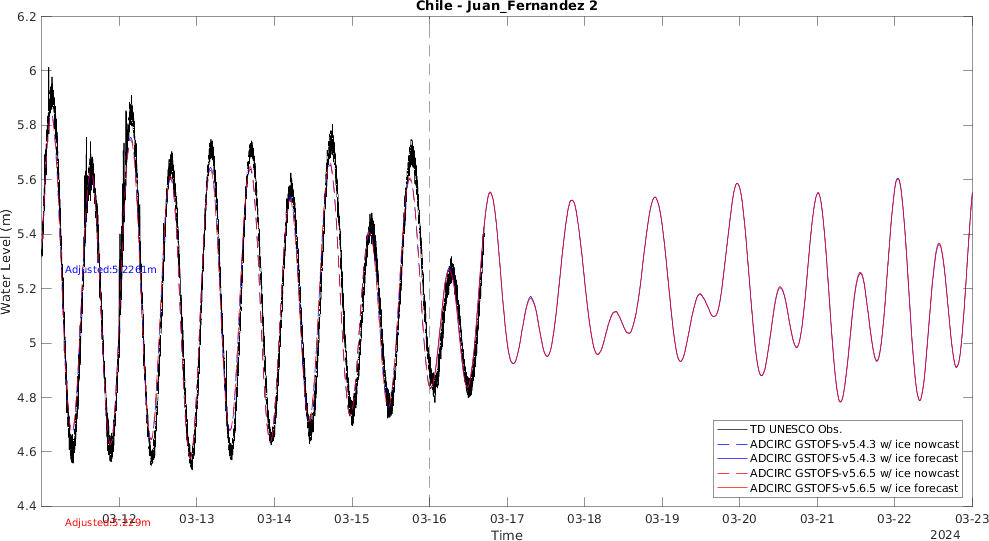 Chile - Juan_Fernandez 2
6.2
6
5.8
5.6
5.4
5.2
5
4.8
4.6
4.4
Water Level (m)
Adjusted:5.2261m
Adjusted:5.229m
TD UNESCO Obs.
ADCIRC GSTOFS-v5.4.3 w/ ice nowcast
ADCIRC GSTOFS-v5.4.3 w/ ice forecast
ADCIRC GSTOFS-v5.6.5 w/ ice nowcast
ADCIRC GSTOFS-v5.6.5 w/ ice forecast
03-12 03-13 03-14 03-15 03-16 03-17 03-18 03-19 03-20 03-21 03-22 03-23
Time
2024